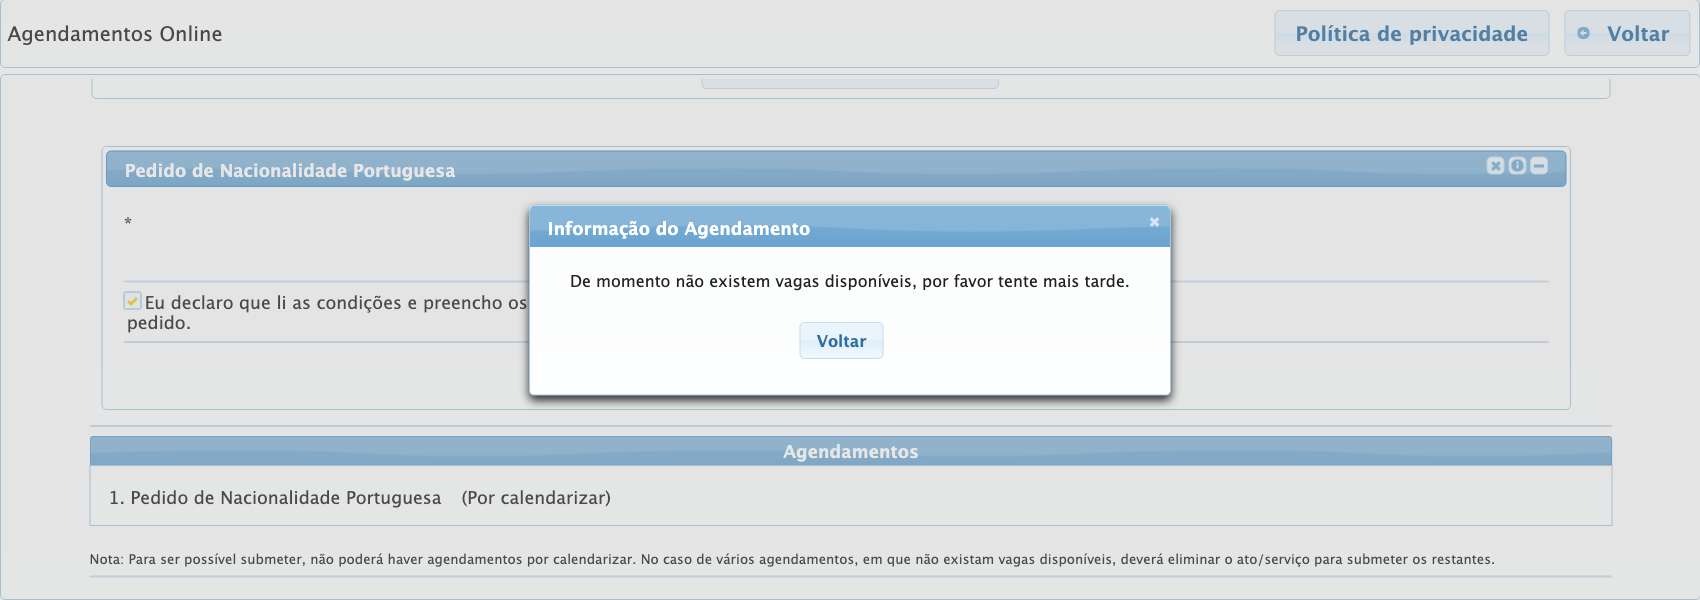 Agendamentos Online
Política de privacidade
Voltar
Pedido de Nacionalidade Portuguesa
*
Informação do Agendamento
De momento não existem vagas disponíveis, por favor tente mais tarde.
Voltar
Eu declaro que li as condições e preencho os
pedido.
Agendamentos
1. Pedido de Nacionalidade Portuguesa (Por calendarizar)
Nota: Para ser possível submeter, não poderá haver agendamentos por calendarizar. No caso de vários agendamentos, em que não existam vagas disponíveis, deverá eliminar o ato/serviço para submeter os restantes.